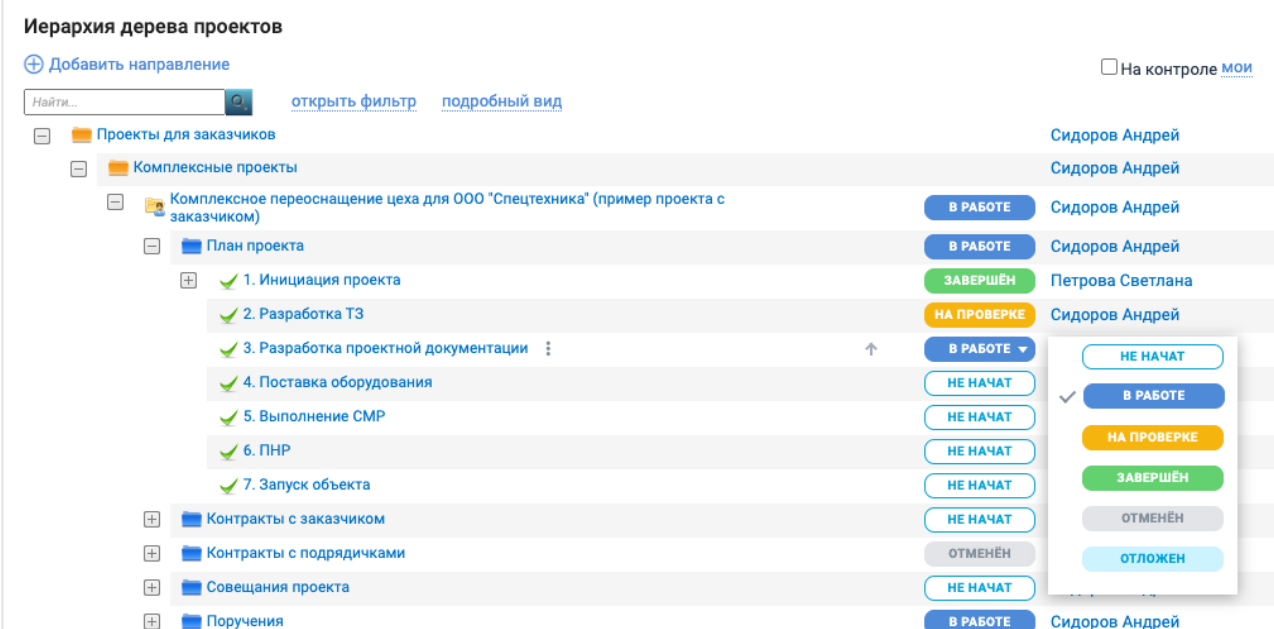 Иерархия дерева проектов
Добавить направление
На контроле мои
Найти...
открыть фильтр подробный вид
Проекты для заказчиков Сидоров Андрей
Комплексные проекты Сидоров Андрей
Комплексное переоснащение цеха для ООО "Спецтехника" (пример проекта с
заказчиком) В РАБОТЕ Сидоров Андрей
План проекта В РАБОТЕ Сидоров Андрей
1. Инициация проекта ЗАВЕРШЁН Петрова Светлана
2. Разработка ТЗ НА ПРОВЕРКЕ Сидоров Андрей
3. Разработка проектной документации В РАБОТЕ
4. Поставка оборудования НЕ НАЧАТ
5. Выполнение СМР НЕ НАЧАТ
6. ПНР НЕ НАЧАТ
7. Запуск объекта НЕ НАЧАТ
Контракты с заказчиком НЕ НАЧАТ
Контракты с подрядичками ОТМЕНЁН
Совещания проекта НЕ НАЧАТ
Поручения В РАБОТЕ Сидоров Андрей
НЕ НАЧАТ
В РАБОТЕ
НА ПРОВЕРКЕ
ЗАВЕРШЁН
ОТМЕНЁН
ОТЛОЖЕН